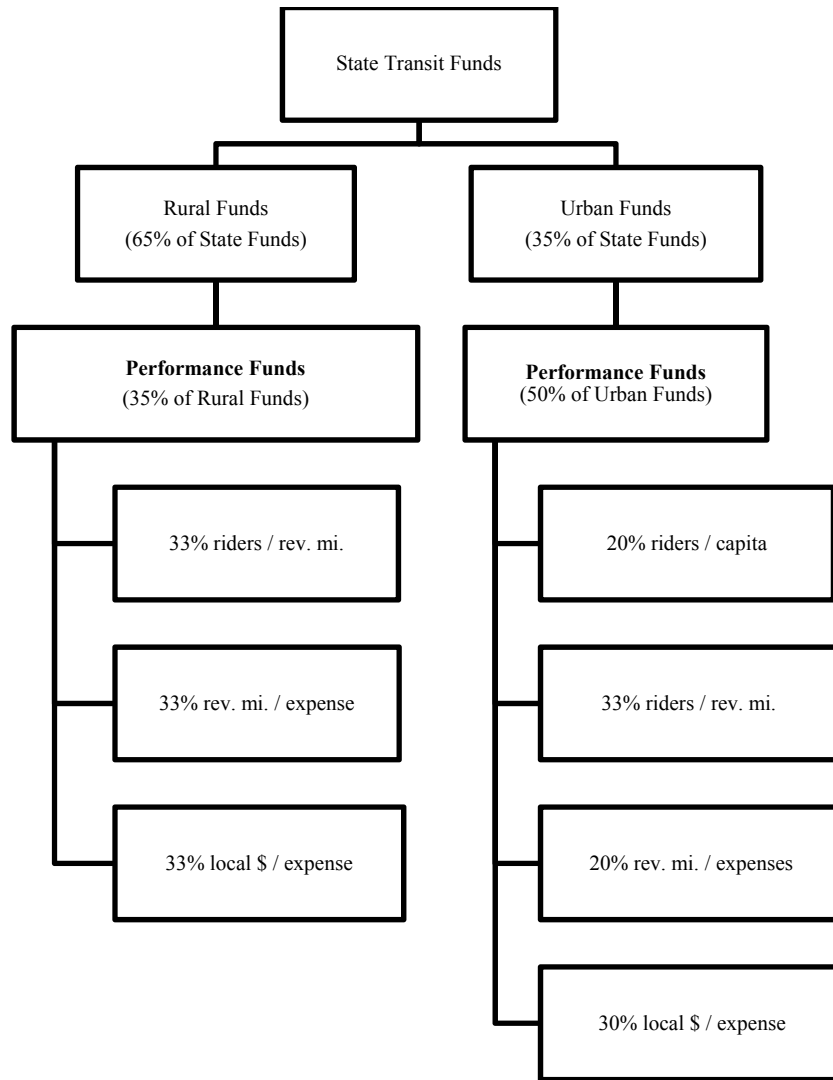 State Transit Funds
Rural Funds
(65% of State Funds)
Urban Funds
(35% of State Funds)
Performance Funds
(35% of Rural Funds)
Performance Funds
(50% of Urban Funds)
33% riders / rev. mi.
20% riders / capita
33% rev. mi. / expense
33% riders / rev. mi.
33% local $ / expense
20% rev. mi. / expenses
30% local $ / expense